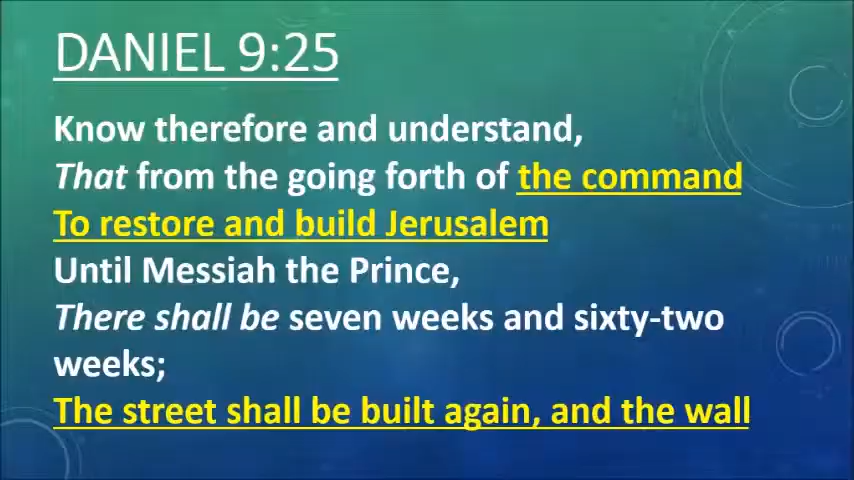 DANIEL 9:25
Know therefore and understand,
That from the going forth of the command
To restore and build Jerusalem
Until Messiah the Prince,
There shall be seven weeks and sixty-two
weeks;
The street shall be built again, and the wall